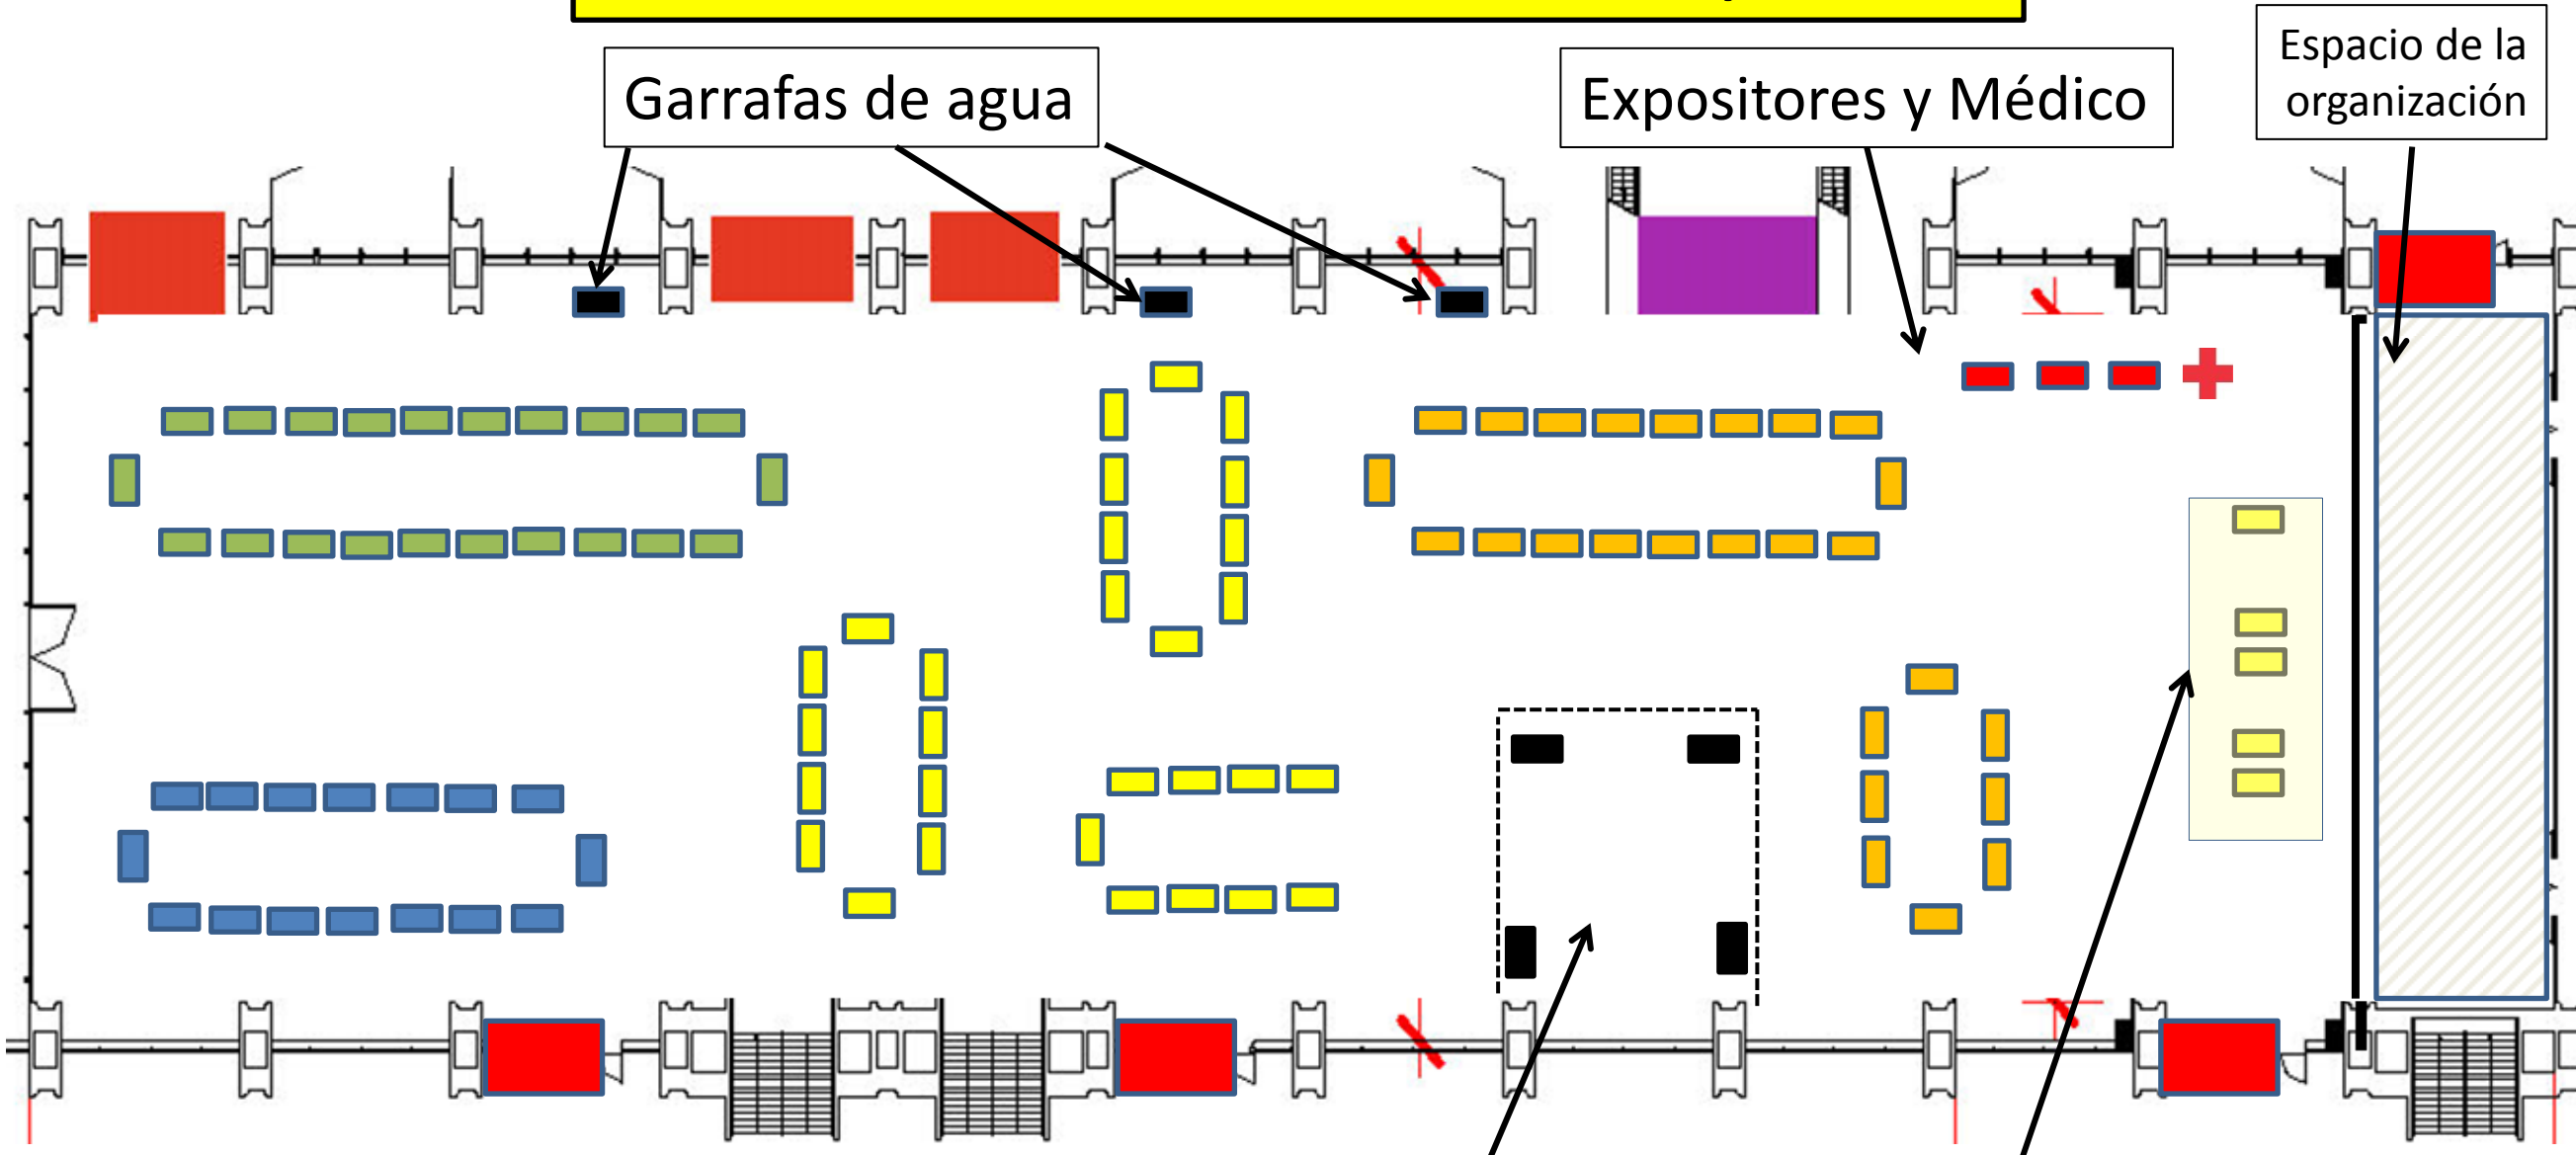 Garrafas de agua
Expositores y Médico
Espacio de la
organización